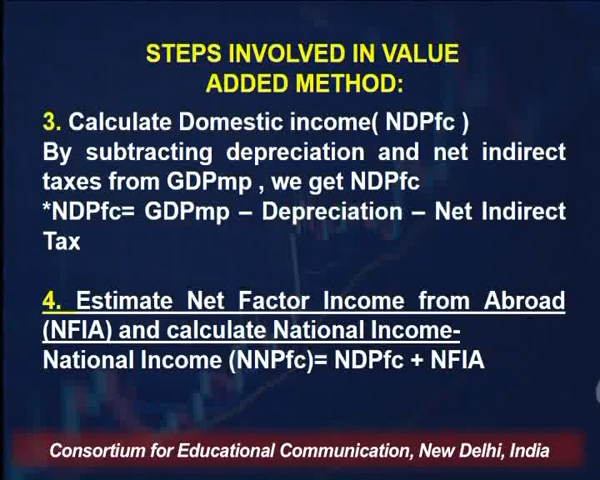 STEPS INVOLVED IN VALUE
ADDED METHOD:
3. Calculate Domestic income( NDPfc )
By subtracting depreciation and net indirect
taxes from GDPmp , we get NDPfc
*NDPfc= GDPmp – Depreciation – Net Indirect
Tax
4. Estimate Net Factor Income from Abroad
(NFIA) and calculate National Income-
National Income (NNPfc)= NDPfc + NFIA
Consortium for Educational Communication, New Delhi, India